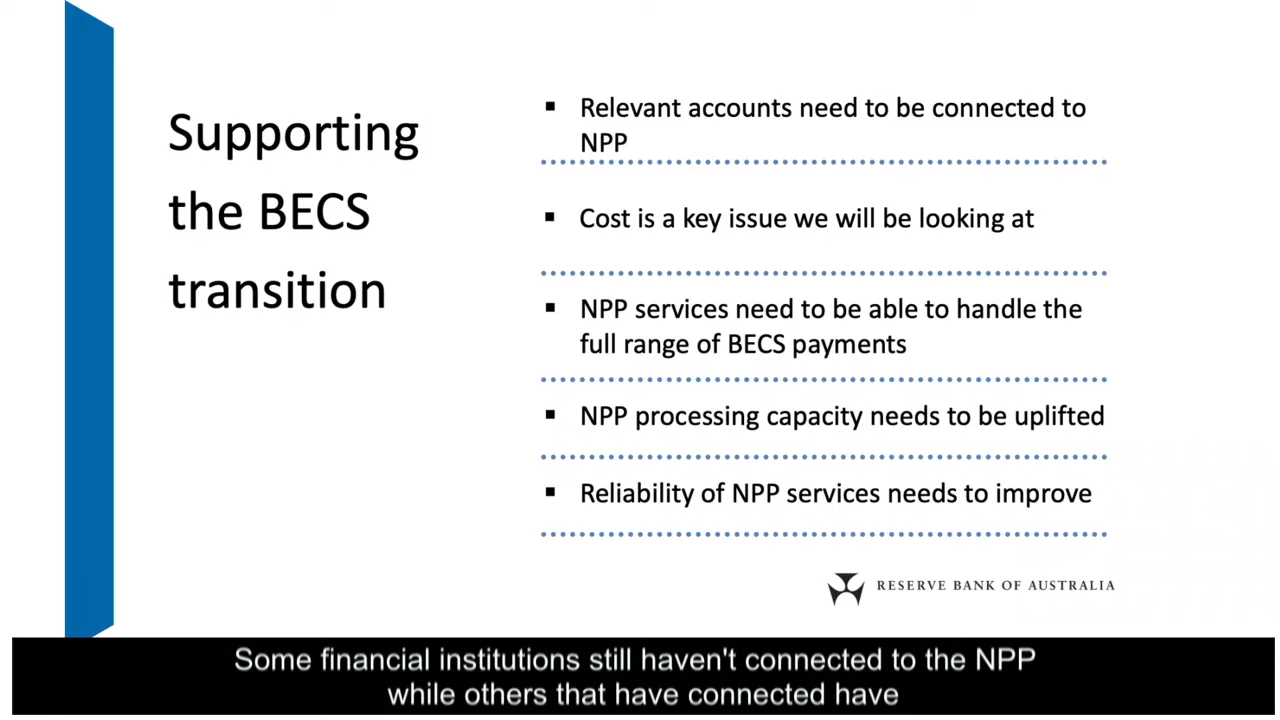 Supporting
the BECS
transition
▪ Relevant accounts need to be connected to
NPP
▪ Cost is a key issue we will be looking at
▪ NPP services need to be able to handle the
full range of BECS payments
▪ NPP processing capacity needs to be uplifted
▪ Reliability of NPP services needs to improve
RESERVE BANK OF AUSTRALIA
Some financial institutions still haven't connected to the NPP
while others that have connected have